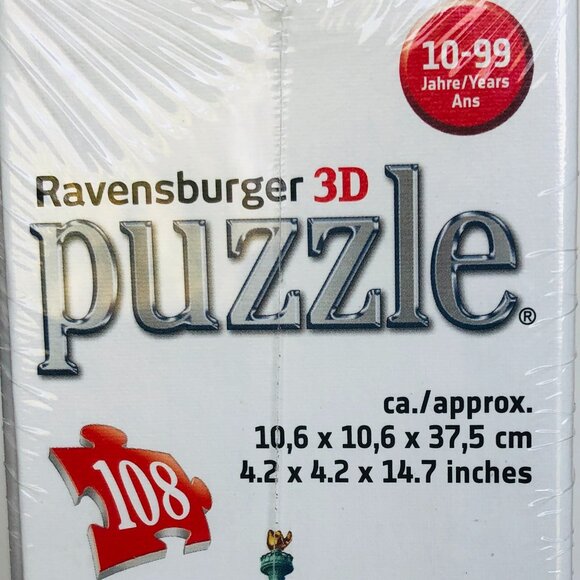 10-99
Jahre/Years
Ans
Ravensburger 3D
puzzle®
ca./approx.
10,6 x 10,6 x 37,5 cm
4.2 x 4.2 x 14.7 inches
108